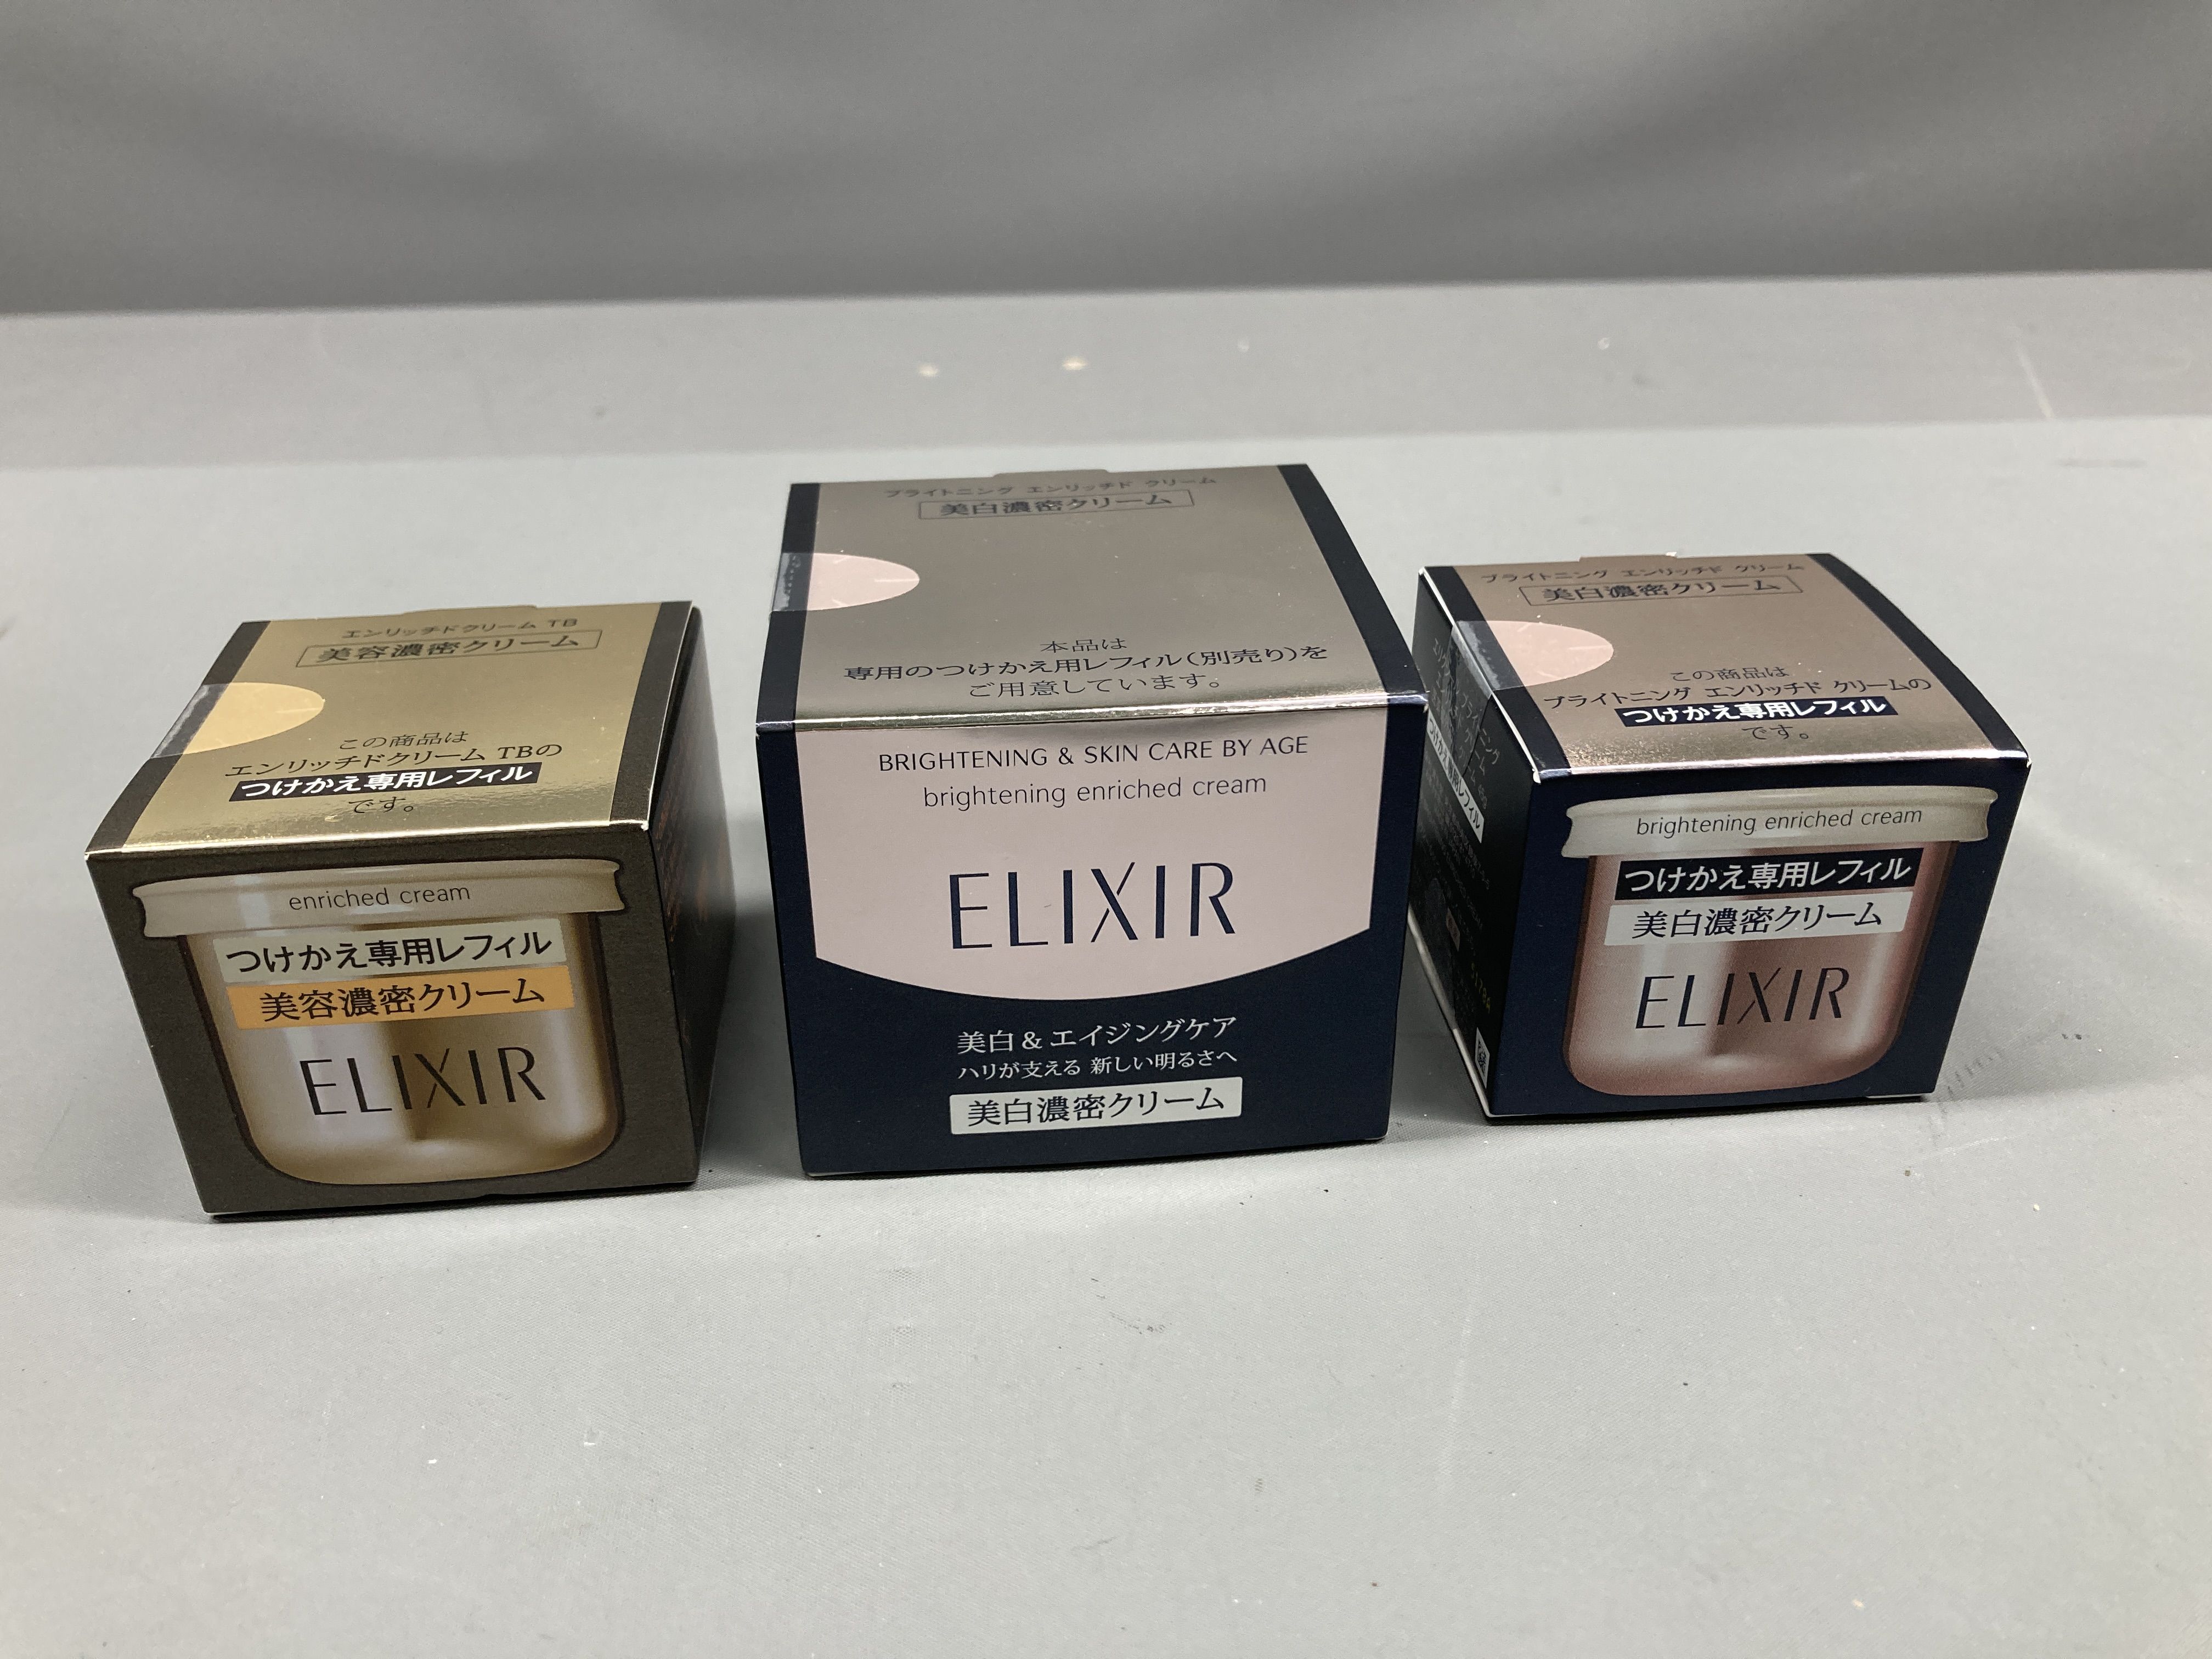 エンリッチドクリーム TB
美容濃密クリーム
この商品は
エンリッチドクリーム TBの
つけかえ専用レフィル
です。
enriched cream
つけかえ専用レフィル
美容濃密クリーム
ELIXIR
ブライトニング エンリッチド クリーム
美白濃密クリーム
本品は
専用のつけかえ用レフィル(別売り)を
ご用意しています。
BRIGHTENING & SKIN CARE BY AGE
brightening enriched cream
ELIXIR
美白&エイジングケア
ハリが支える 新しい明るさへ
美白濃密クリーム
ブライトニング エンリッチド クリーム
美白濃密クリーム
この商品は
ブライトニング エンリッチド クリームの
つけかえ専用レフィル
です。
brightening enriched cream
つけかえ専用レフィル
美白濃密クリーム
ELIXIR